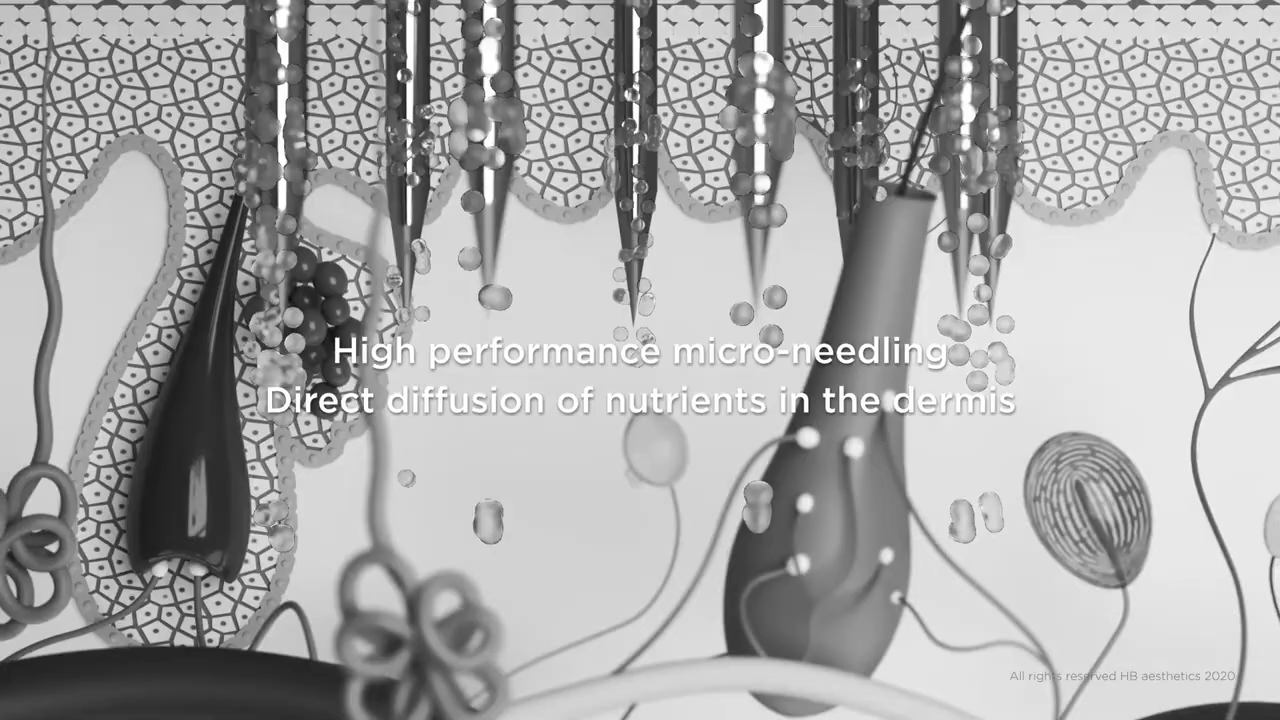 High performance micro-needling
Direct diffusion of nutrients in the dermis
All rights reserved HB aesthetics 2020